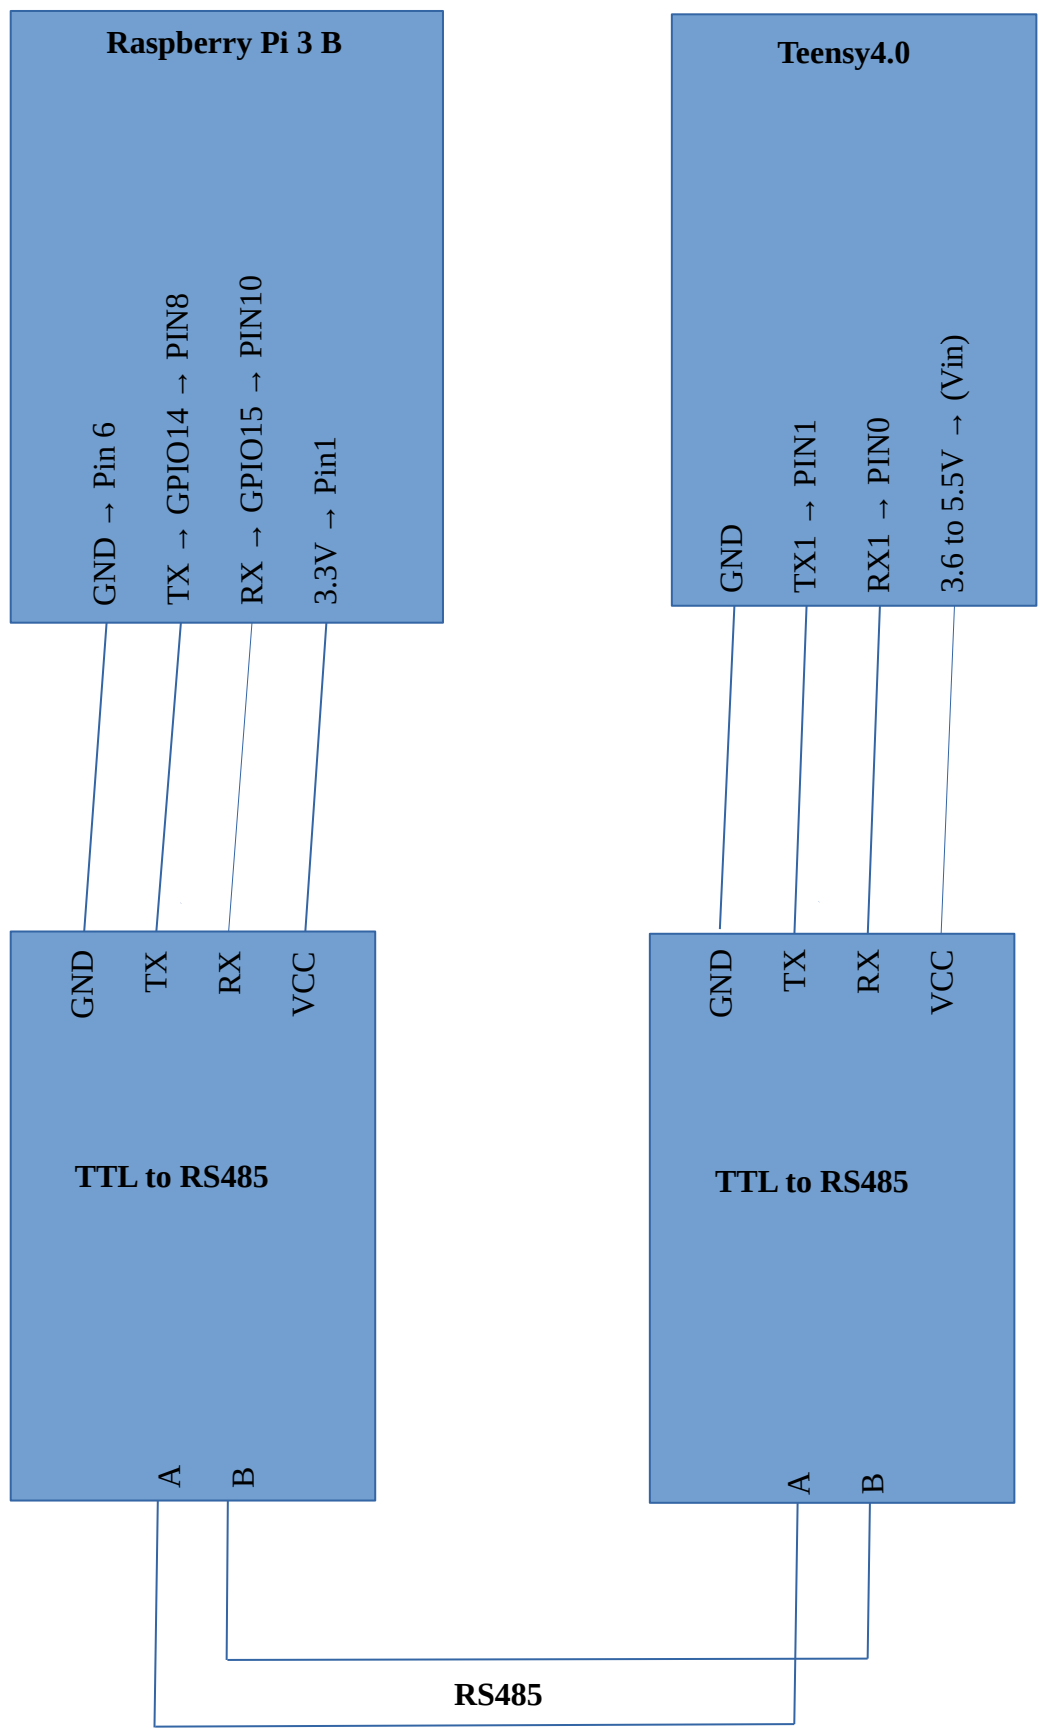 Raspberry Pi 3 B
GND → Pin 6
TX → GPIO14 → PIN8
RX → GPIO15 → PIN10
3.3V → Pin1
Teensy4.0
GND
TX1 → PIN1
RX1 → PIN0
3.6 to 5.5V → (Vin)
GND
TX
RX
VCC
TTL to RS485
A
B
GND
TX
RX
VCC
TTL to RS485
A
B
RS485